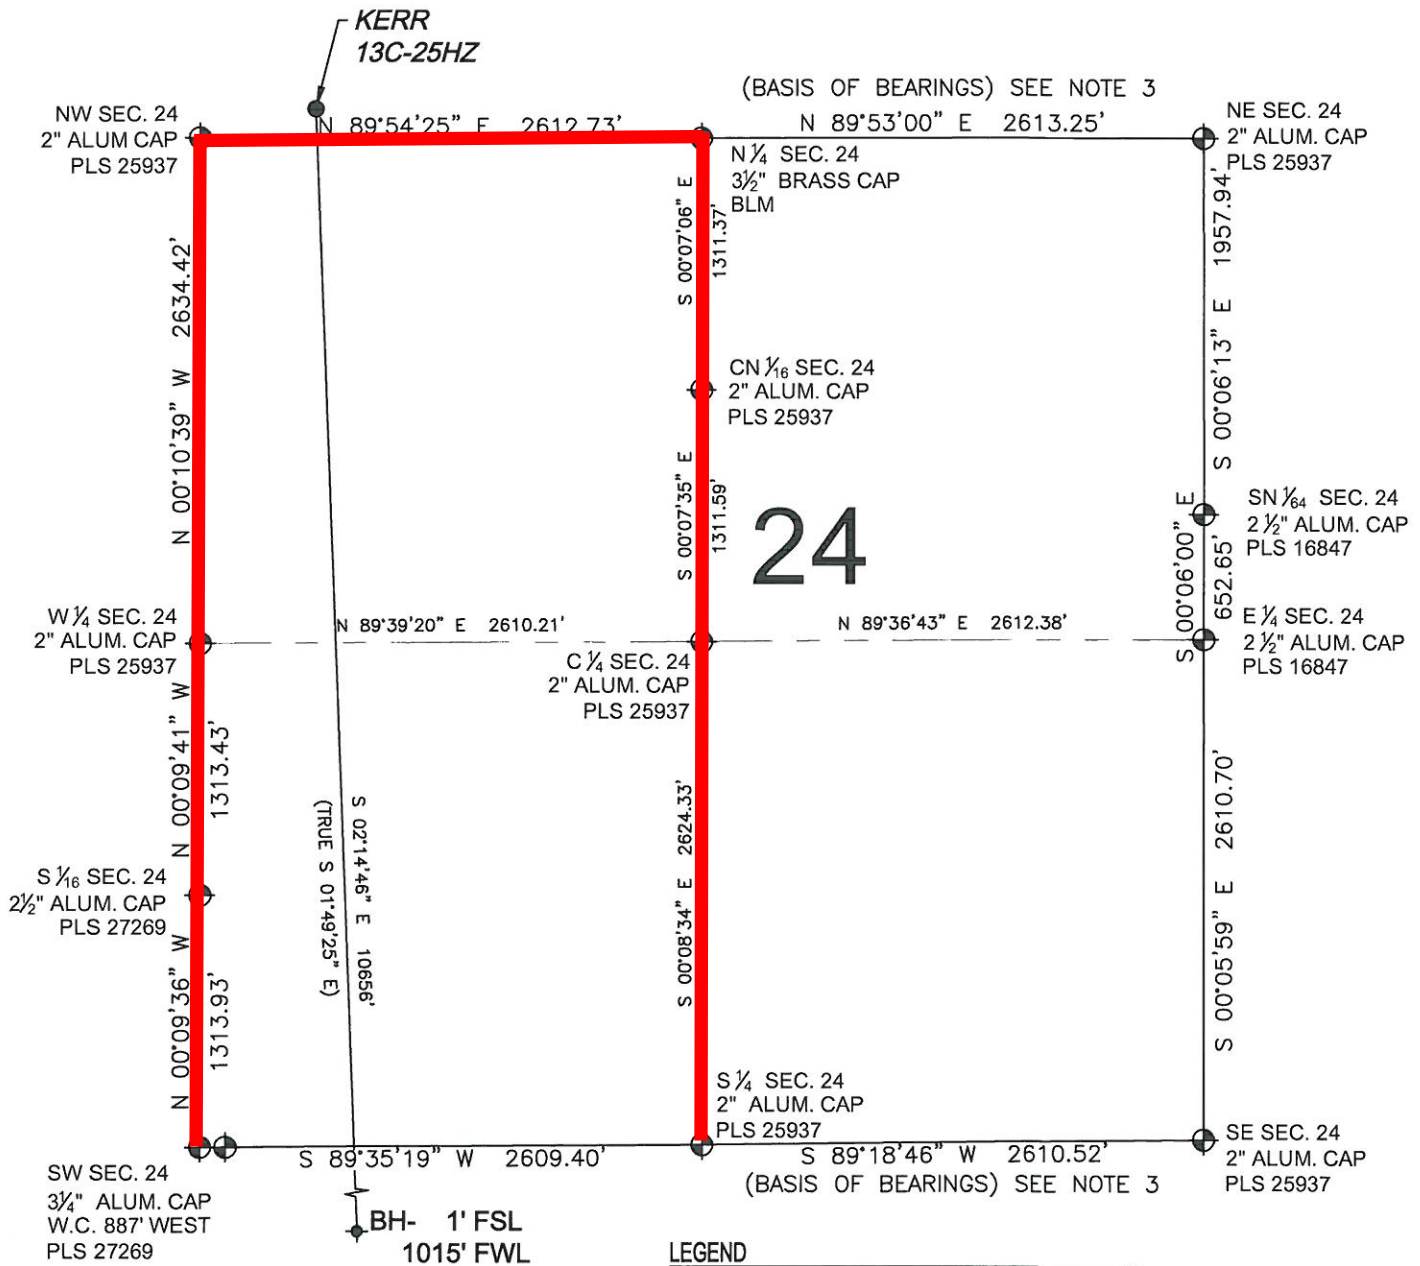 KERR
13C-25HZ
(BASIS OF BEARINGS) SEE NOTE 3
NW SEC. 24
2" ALUM CAP
PLS 25937
N 89°54'25" E 2612.73'
N 89°53'00" E 2613.25'
NE SEC. 24
2" ALUM. CAP
PLS 25937
N ¼ SEC. 24
3½" BRASS CAP
BLM
S 00°07'06" E
1311.37'
N 00°10'39" W 2634.42'
S 00°06'13" E 1957.94'
CN 1/16 SEC. 24
2" ALUM. CAP
PLS 25937
S 00°07'35" E
1311.59'
24
SN 1/64 SEC. 24
2 ½" ALUM. CAP
PLS 16847
S 00°06'00" E
652.65'
W ¼ SEC. 24
2" ALUM. CAP
PLS 25937
N 89°39'20" E 2610.21'
N 89°36'43" E 2612.38'
E ¼ SEC. 24
2 ½" ALUM. CAP
PLS 16847
C ¼ SEC. 24
2" ALUM. CAP
PLS 25937
N 00°09'41" W
1313.43'
S 02°14'46" E 10656'
(TRUE S 01°49'25" E)
S 00°08'34" E 2624.33'
S 00°05'59" E 2610.70'
S 1/16 SEC. 24
2½" ALUM. CAP
PLS 27269
N 00°09'36" W
1313.93'
S ¼ SEC. 24
2" ALUM. CAP
PLS 25937
SE SEC. 24
2" ALUM. CAP
PLS 25937
S 89°35'19" W 2609.40'
S 89°18'46" W 2610.52'
(BASIS OF BEARINGS) SEE NOTE 3
SW SEC. 24
3¼" ALUM. CAP
W.C. 887' WEST
PLS 27269
BH- 1' FSL
1015' FWL
LEGEND